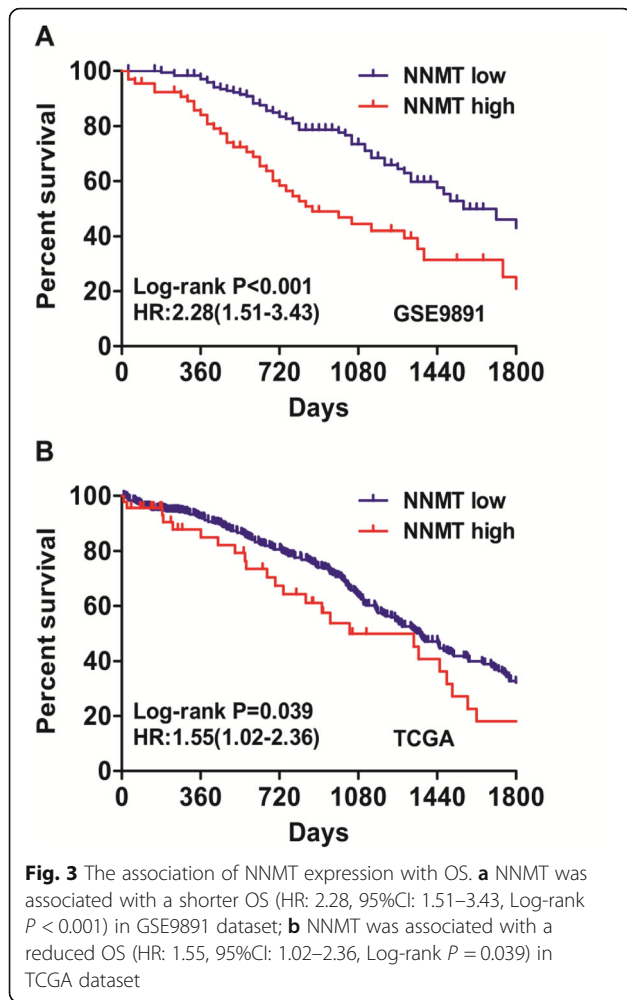 A
100
80
60
40
20
0
Percent survival
NNMT low
NNMT high
Log-rank P<0.001
HR:2.28(1.51-3.43)
GSE9891
0 360 720 1080 1440 1800
Days
B
100
80
60
40
20
0
Percent survival
NNMT low
NNMT high
Log-rank P=0.039
HR:1.55(1.02-2.36)
TCGA
0 360 720 1080 1440 1800
Days
Fig. 3 The association of NNMT expression with OS. a NNMT was
associated with a shorter OS (HR: 2.28, 95%CI: 1.51–3.43, Log-rank
P < 0.001) in GSE9891 dataset; b NNMT was associated with a
reduced OS (HR: 1.55, 95%CI: 1.02–2.36, Log-rank P = 0.039) in
TCGA dataset